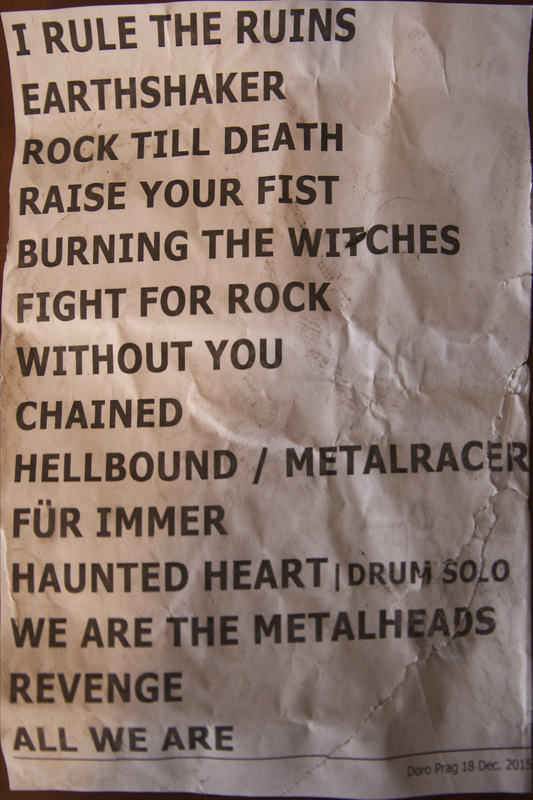 I RULE THE RUINS
EARTHSHAKER
ROCK TILL DEATH
RAISE YOUR FIST
BURNING THE WITCHES
FIGHT FOR ROCK
WITHOUT YOU
CHAINED
HELLBOUND / METALRACER
FÜR IMMER
HAUNTED HEART | DRUM SOLO
WE ARE THE METALHEADS
REVENGE
ALL WE ARE
Doro Prag 18 Dec. 2015